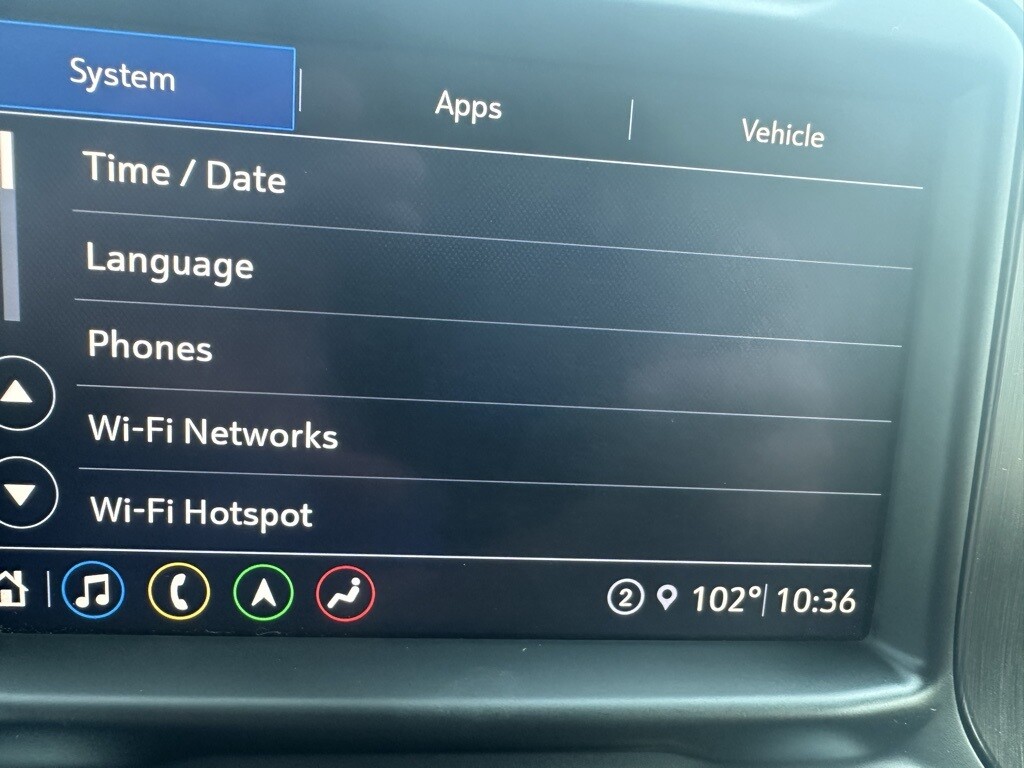 System
Apps
Vehicle
Time / Date
Language
Phones
Wi-Fi Networks
Wi-Fi Hotspot
2 102° 10:36